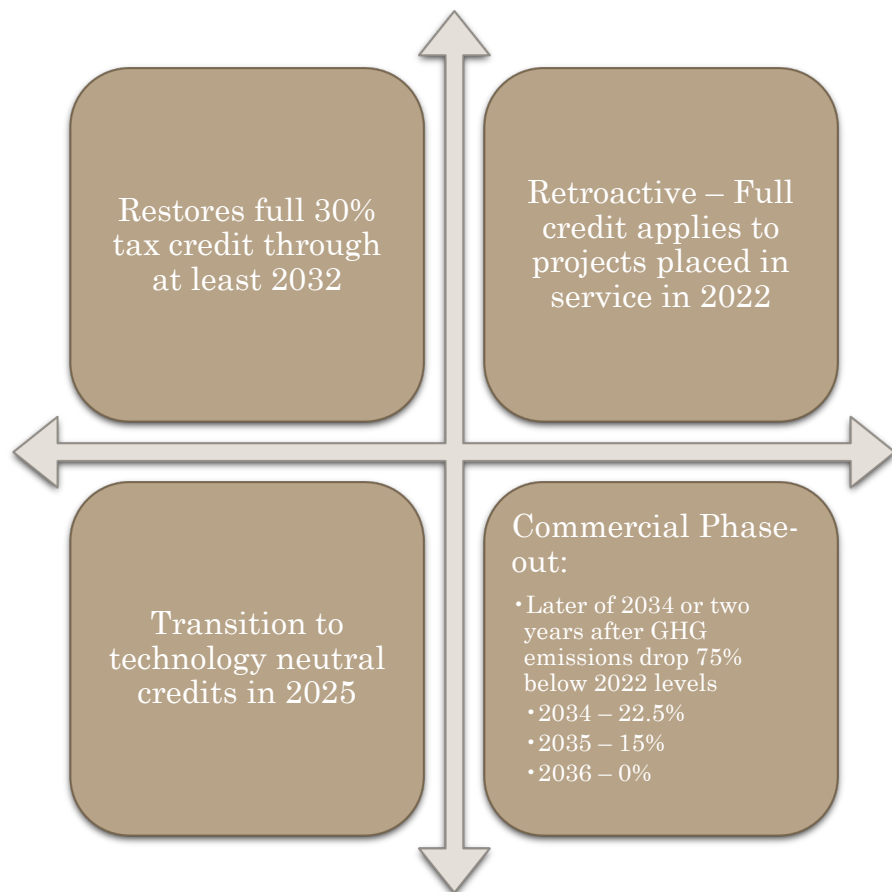 Restores full 30%
tax credit through
at least 2032
Retroactive – Full
credit applies to
projects placed in
service in 2022
Transition to
technology neutral
credits in 2025
Commercial Phase-
out:
•Later of 2034 or two
years after GHG
emissions drop 75%
below 2022 levels
•2034 – 22.5%
•2035 – 15%
•2036 – 0%